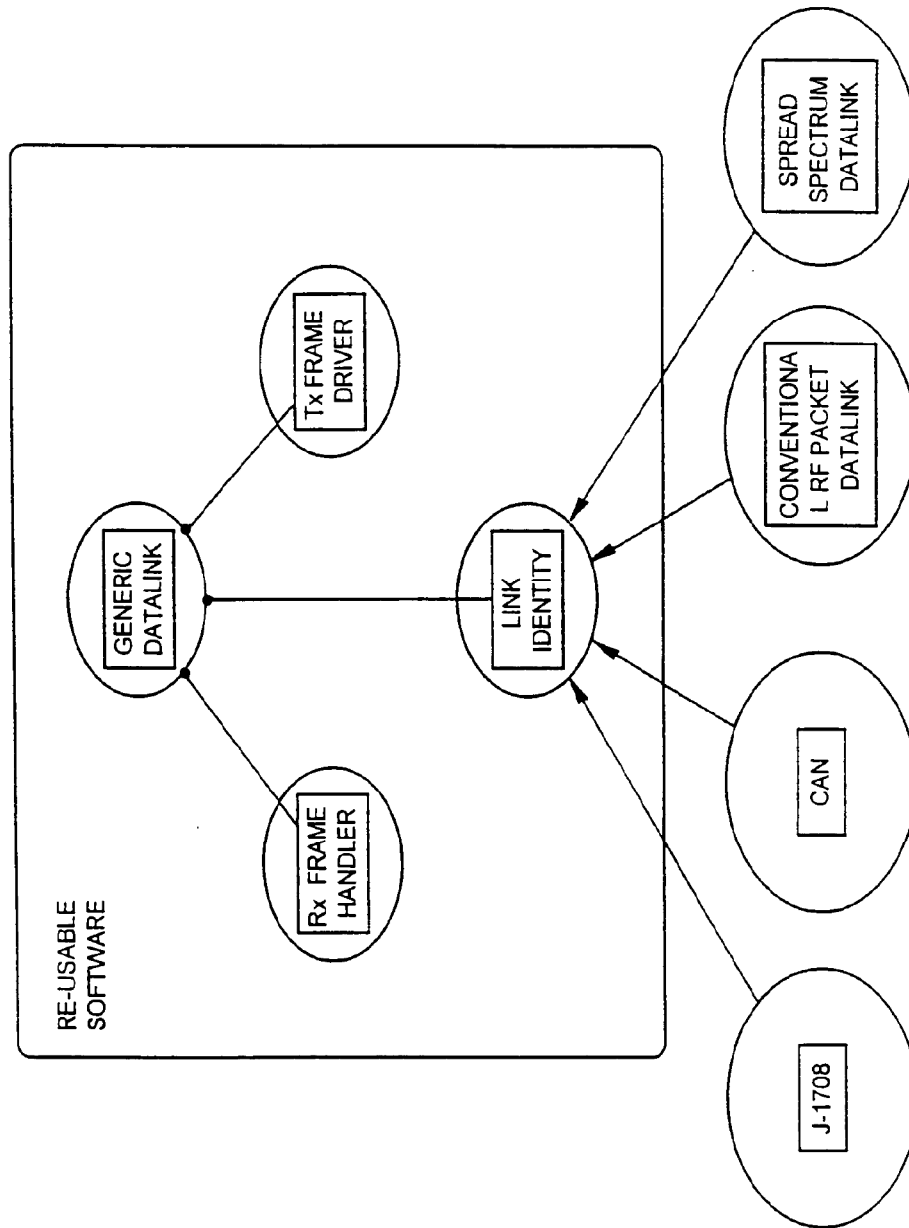 RE-USABLE
SOFTWARE
GENERIC
DATALINK
Rx FRAME
HANDLER
Tx FRAME
DRIVER
LINK
IDENTITY
J-1708
CAN
CONVENTIONA
L RF PACKET
DATALINK
SPREAD
SPECTRUM
DATALINK